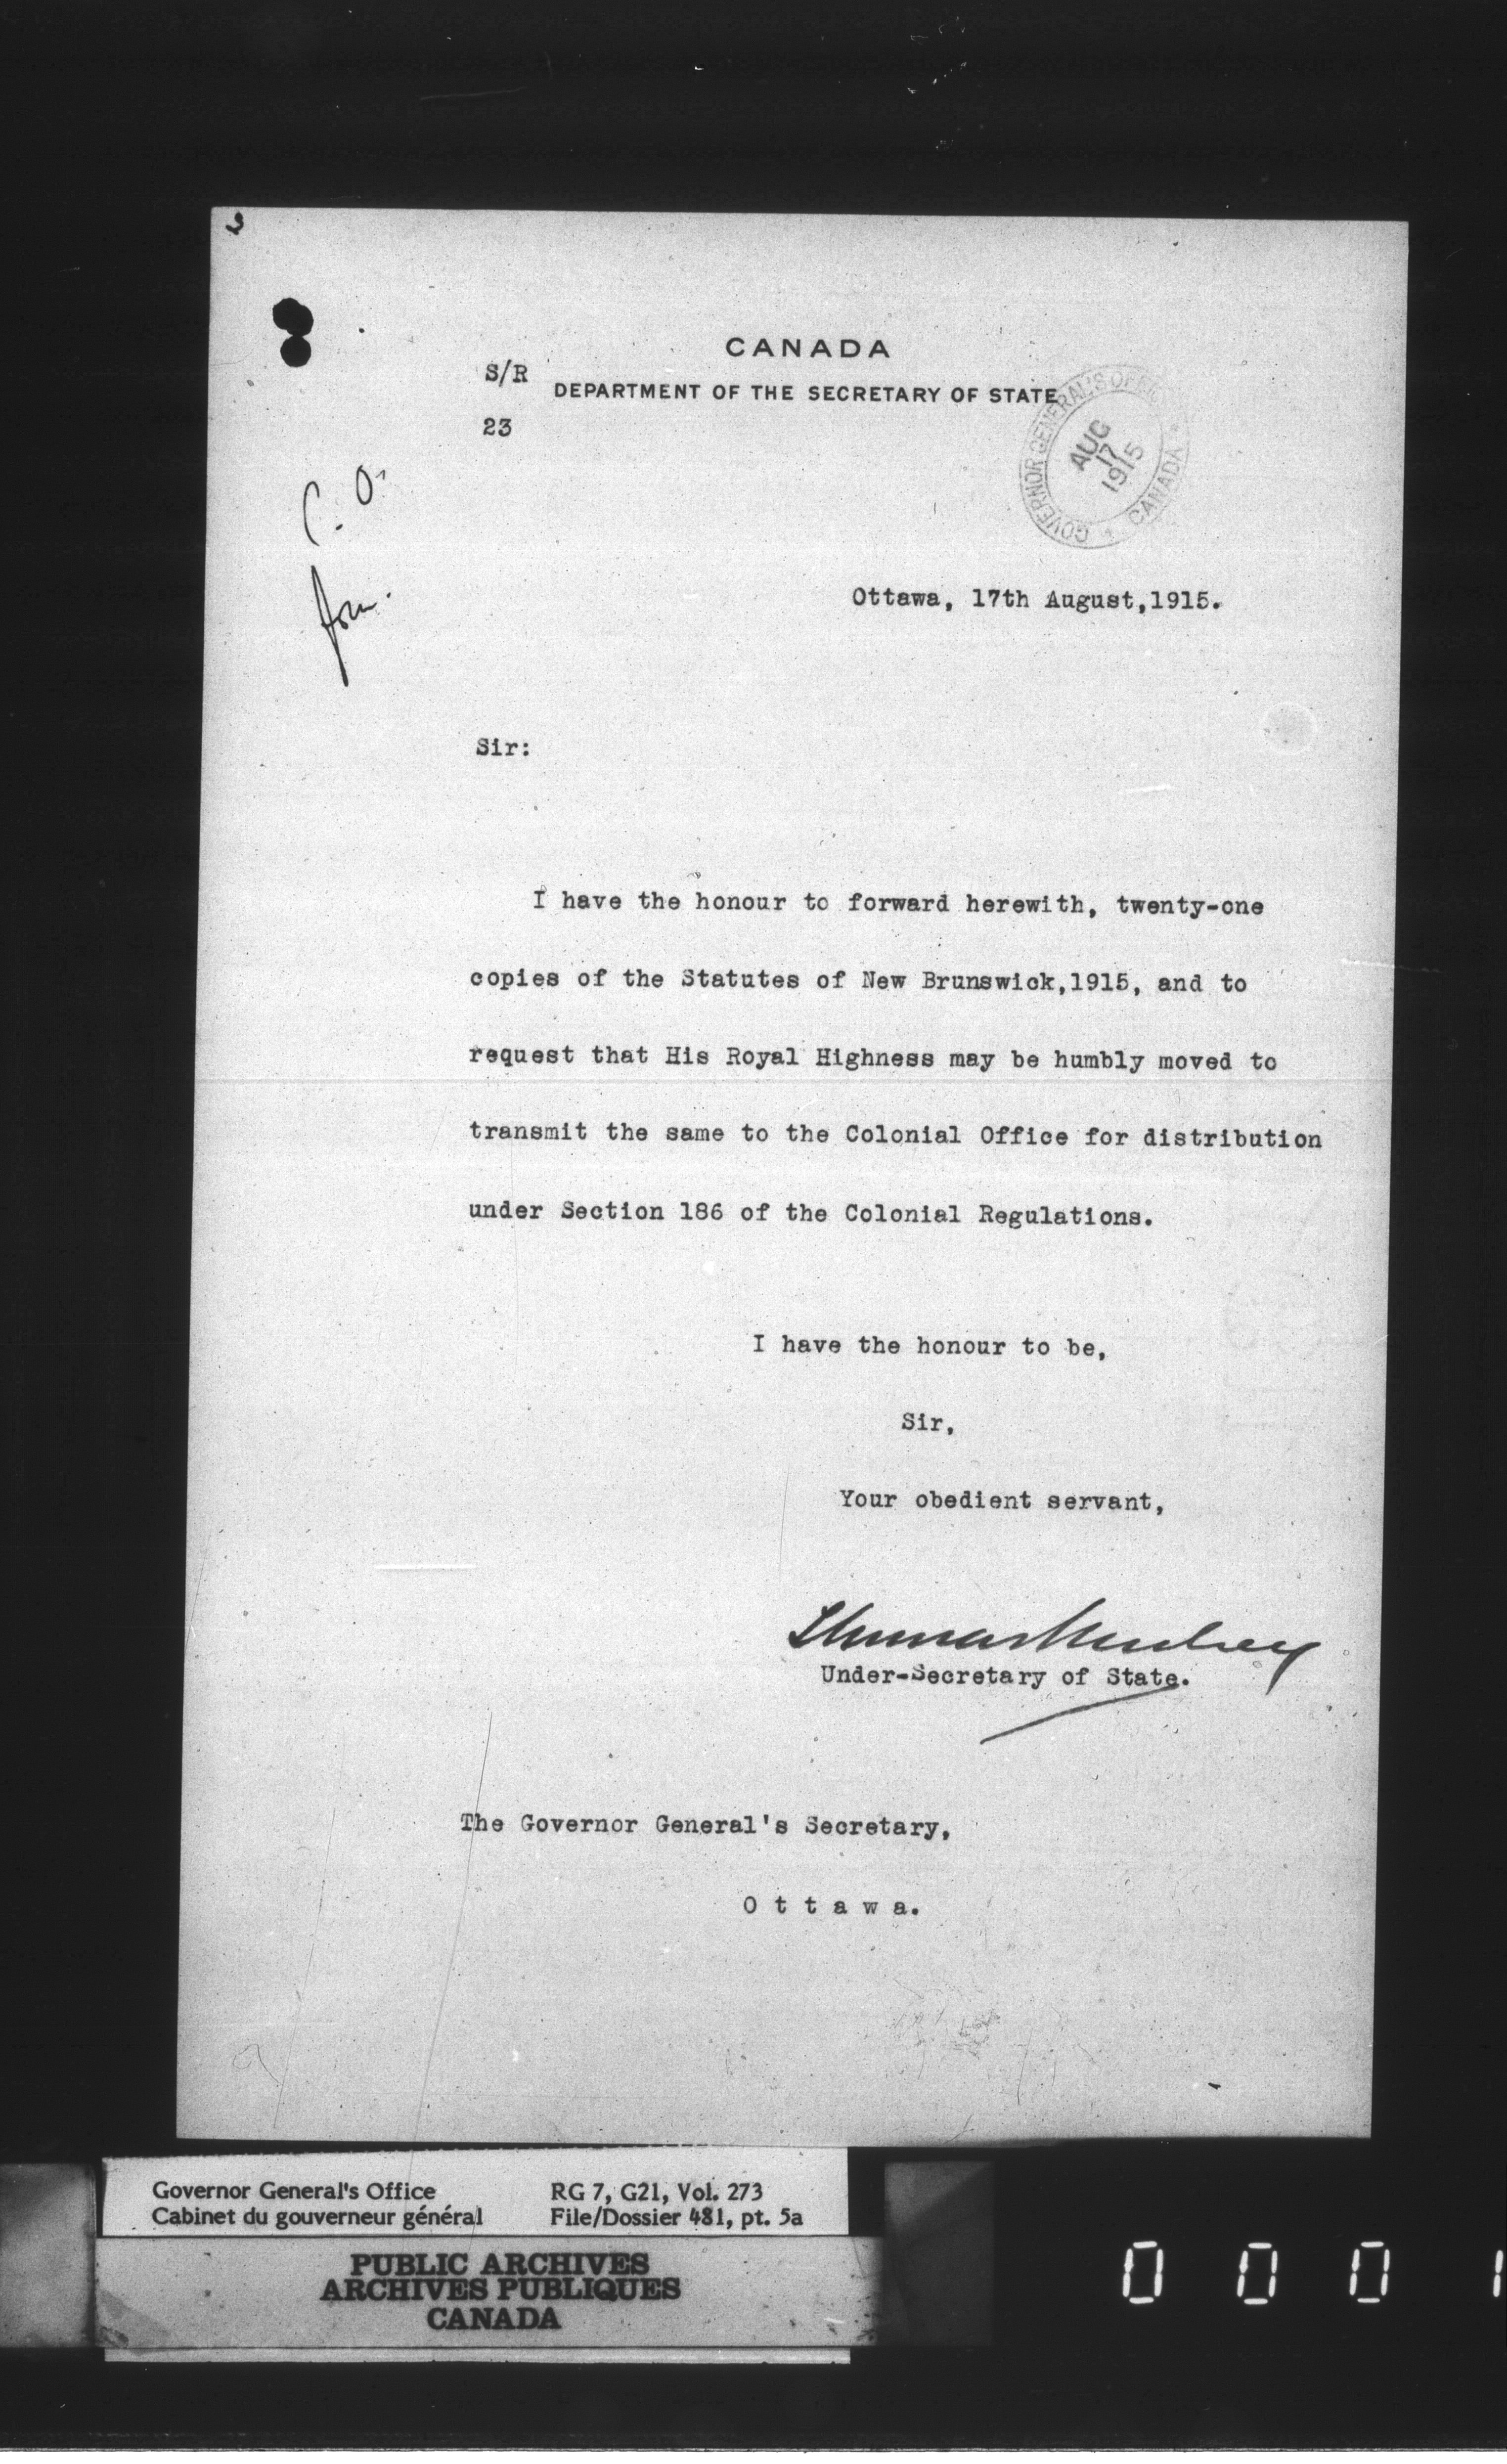 CANADA
S/R
DEPARTMENT OF THE SECRETARY OF STATE
23
GOVERNOR GENERAL'S OFFICE
AUG
17
1915
CANADA
C. O.
Ottawa, 17th August,1915.
Sir:
I have the honour to forward herewith, twenty-one
copies of the Statutes of New Brunswick,1915, and to
request that His Royal Highness may be humbly moved to
transmit the same to the Colonial Office for distribution
under Section 186 of the Colonial Regulations.
I have the honour to be,
Sir,
Your obedient servant,
Thomas Mulvey
Under-Secretary of State.
The Governor General's Secretary,
O t t a w a.
Governor General's Office
Cabinet du gouverneur général
RG 7, G21, Vol. 273
File/Dossier 481, pt. 5a
PUBLIC ARCHIVES
ARCHIVES PUBLIQUES
CANADA
0 0 0 1